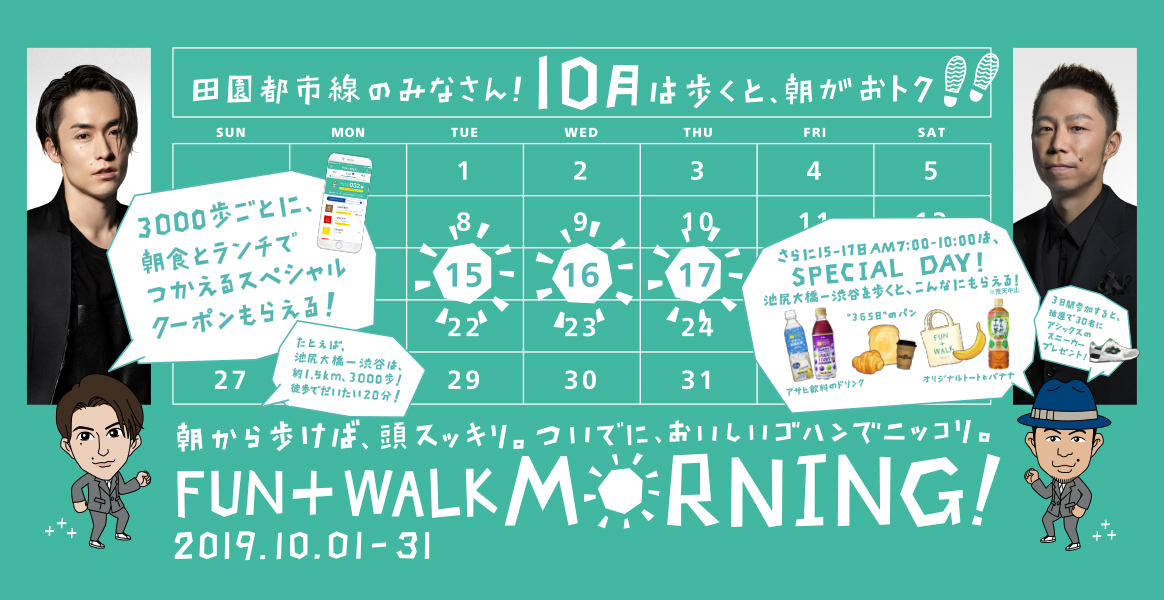 田園都市線のみなさん！10月は歩くと、朝がおトク
SUN MON TUE WED THU FRI SAT
1 2 3 4 5
8 9 10 11 12
15 16 17
22 23 24
27 29 30 31
3000歩ごとに、
朝食とランチで
つかえるスペシャル
クーポンもらえる！
たとえば、
池尻大橋ー渋谷は、
約1.5km、3000歩！
徒歩でだいたい20分！
さらに15-17日AM7:00-10:00は、
SPECIAL DAY!
池尻大橋ー渋谷を歩くと、こんなにもらえる！
※荒天中止
"365日"のパン
FUN
+
WALK
アサヒ飲料のドリンク
オリジナルトートとバナナ
3日間参加すると、
抽選で30名に
アシックスの
スニーカー
プレゼント！
朝から歩けば、頭スッキリ。ついでに、おいしいゴハンでニッコリ。
FUN+WALK MORNING!
2019.10.01-31